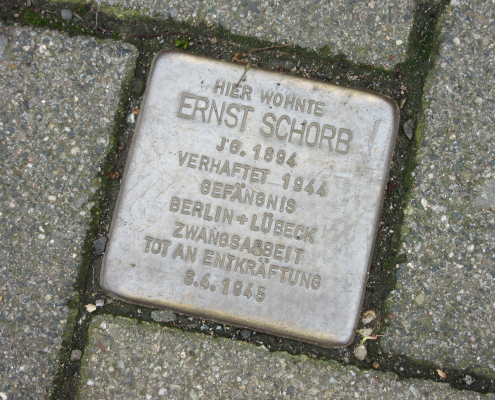 HIER WOHNTE
ERNST SCHORB
JG. 1894
VERHAFTET 1944
GEFÄNGNIS
BERLIN + LÜBECK
ZWANGSARBEIT
TOT AN ENTKRÄFTUNG
8.4.1945